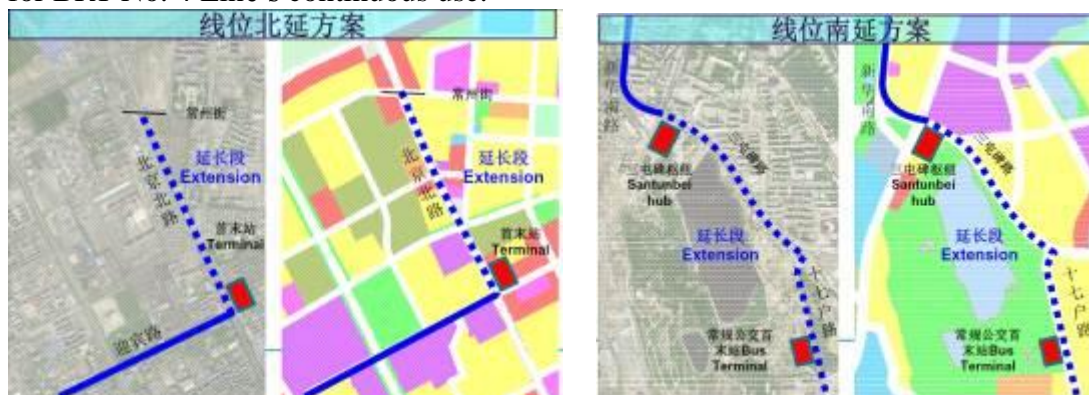 for BRT No. 4 Line's continuous use.
线位北延方案
常州街
延长段
Extension
北京北路
首末站
Terminal
迎宾路
常州街
延长段
Extension
北京北路
首末站
Terminal
线位南延方案
新华南路
三屯碑路
三屯碑枢纽
Santunbei
hub
延长段
Extension
十七户路
常规公交首
末站Bus
Terminal
新华南路
三屯碑路
三屯碑枢纽
Santunbei
hub
延长段
Extension
十七户路
常规公交首
末站Bus
Terminal